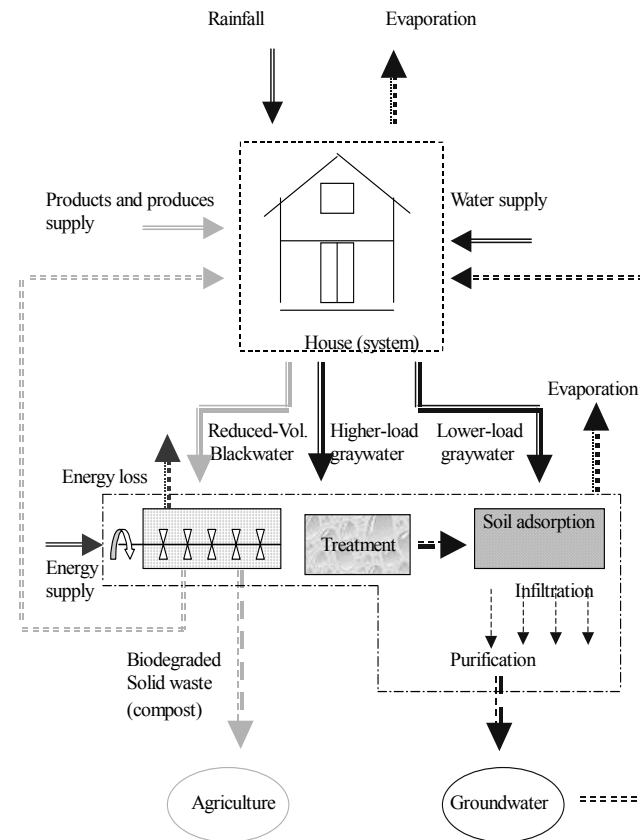 Rainfall
Evaporation
Products and produces
supply
Water supply
House (system)
Evaporation
Reduced-Vol.
Blackwater
Higher-load
graywater
Lower-load
graywater
Energy loss
Soil adsorption
Treatment
Energy
supply
Infiltration
Biodegraded
Solid waste
(compost)
Purification
Agriculture
Groundwater